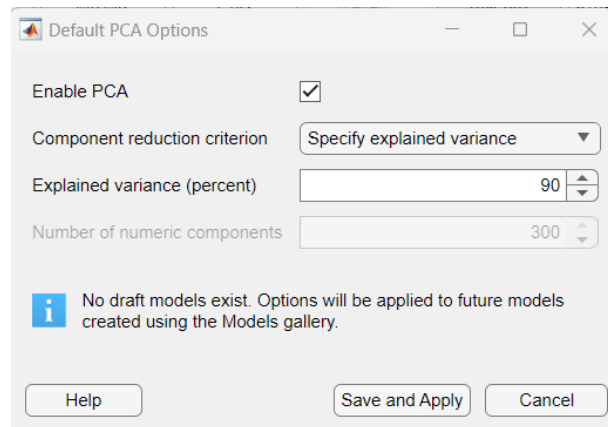 Default PCA Options
Enable PCA
Component reduction criterion Specify explained variance
Explained variance (percent) 90
Number of numeric components 300
No draft models exist. Options will be applied to future models
created using the Models gallery.
Help Save and Apply Cancel